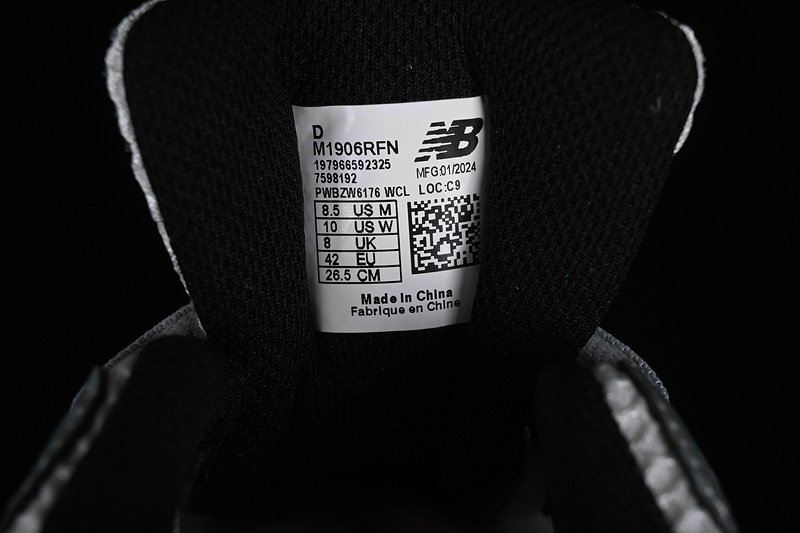 D
M1906RFN
197966592325
7598192
PWBZW6176 WCL
8.5 US M
10 US W
8 UK
42 EU
26.5 CM
NB
MFG:01/2024
LOC:C9
Made in China
Fabrique en Chine